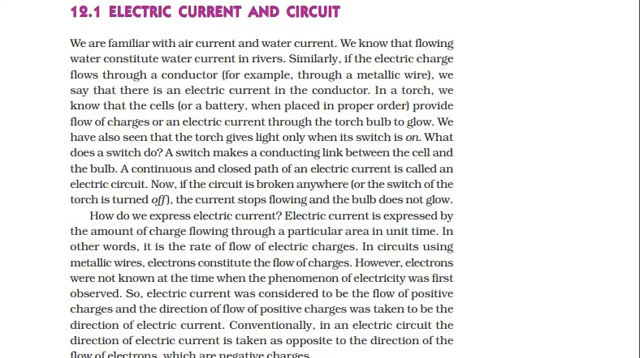 12.1 ELECTRIC CURRENT AND CIRCUIT
We are familiar with air current and water current. We know that flowing
water constitute water current in rivers. Similarly, if the electric charge
flows through a conductor (for example, through a metallic wire), we
say that there is an electric current in the conductor. In a torch, we
know that the cells (or a battery, when placed in proper order) provide
flow of charges or an electric current through the torch bulb to glow. We
have also seen that the torch gives light only when its switch is on. What
does a switch do? A switch makes a conducting link between the cell and
the bulb. A continuous and closed path of an electric current is called an
electric circuit. Now, if the circuit is broken anywhere (or the switch of the
torch is turned off), the current stops flowing and the bulb does not glow.
How do we express electric current? Electric current is expressed by
the amount of charge flowing through a particular area in unit time. In
other words, it is the rate of flow of electric charges. In circuits using
metallic wires, electrons constitute the flow of charges. However, electrons
were not known at the time when the phenomenon of electricity was first
observed. So, electric current was considered to be the flow of positive
charges and the direction of flow of positive charges was taken to be
the direction of electric current. Conventionally, in an electric circuit the
direction of electric current is taken as opposite to the direction of the
flow of electrons, which are negative charges.